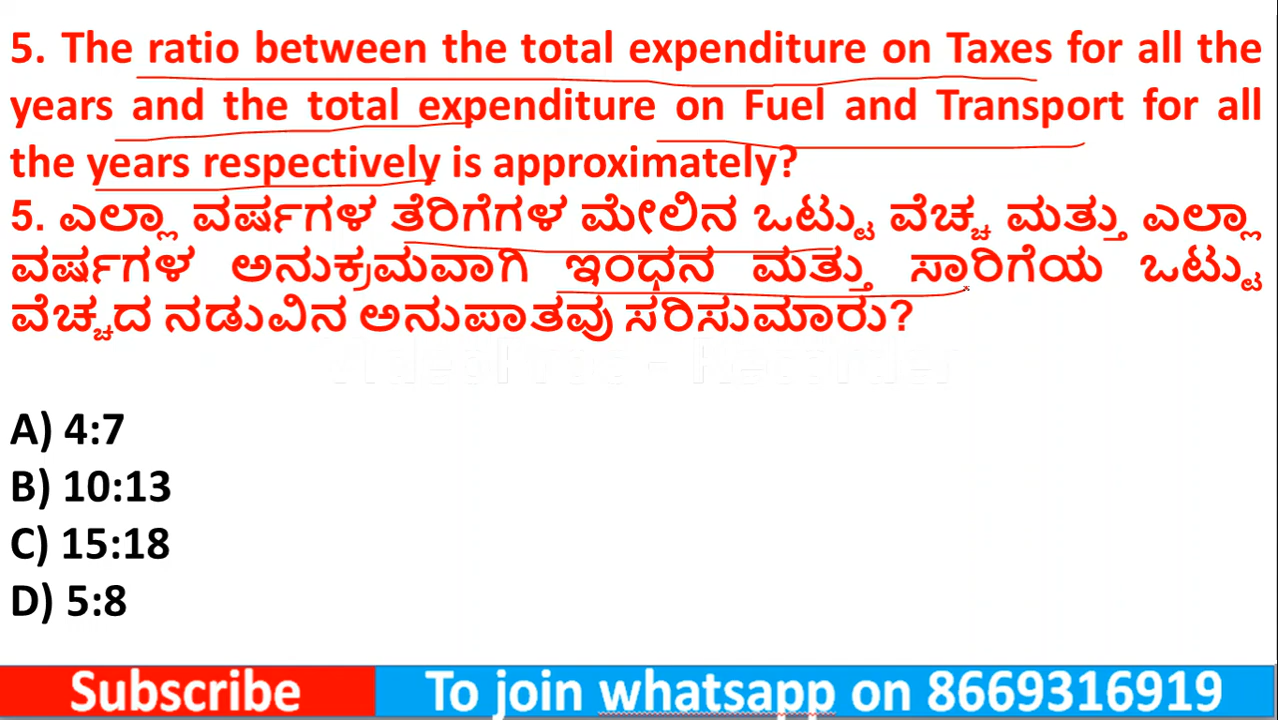 5. The ratio between the total expenditure on Taxes for all the
years and the total expenditure on Fuel and Transport for all
the years respectively is approximately?
5. ಎಲ್ಲಾ ವರ್ಷಗಳ ತೆರಿಗೆಗಳ ಮೇಲಿನ ಒಟ್ಟು ವೆಚ್ಚ ಮತ್ತು ಎಲ್ಲಾ
ವರ್ಷಗಳ ಅನುಕ್ರಮವಾಗಿ ಇಂಧನ ಮತ್ತು ಸಾರಿಗೆಯ ಒಟ್ಟು
ವೆಚ್ಚದ ನಡುವಿನ ಅನುಪಾತವು ಸರಿಸುಮಾರು?
VideoProc - Recorder
A) 4:7
B) 10:13
C) 15:18
D) 5:8
Subscribe
To join whatsapp on 8669316919